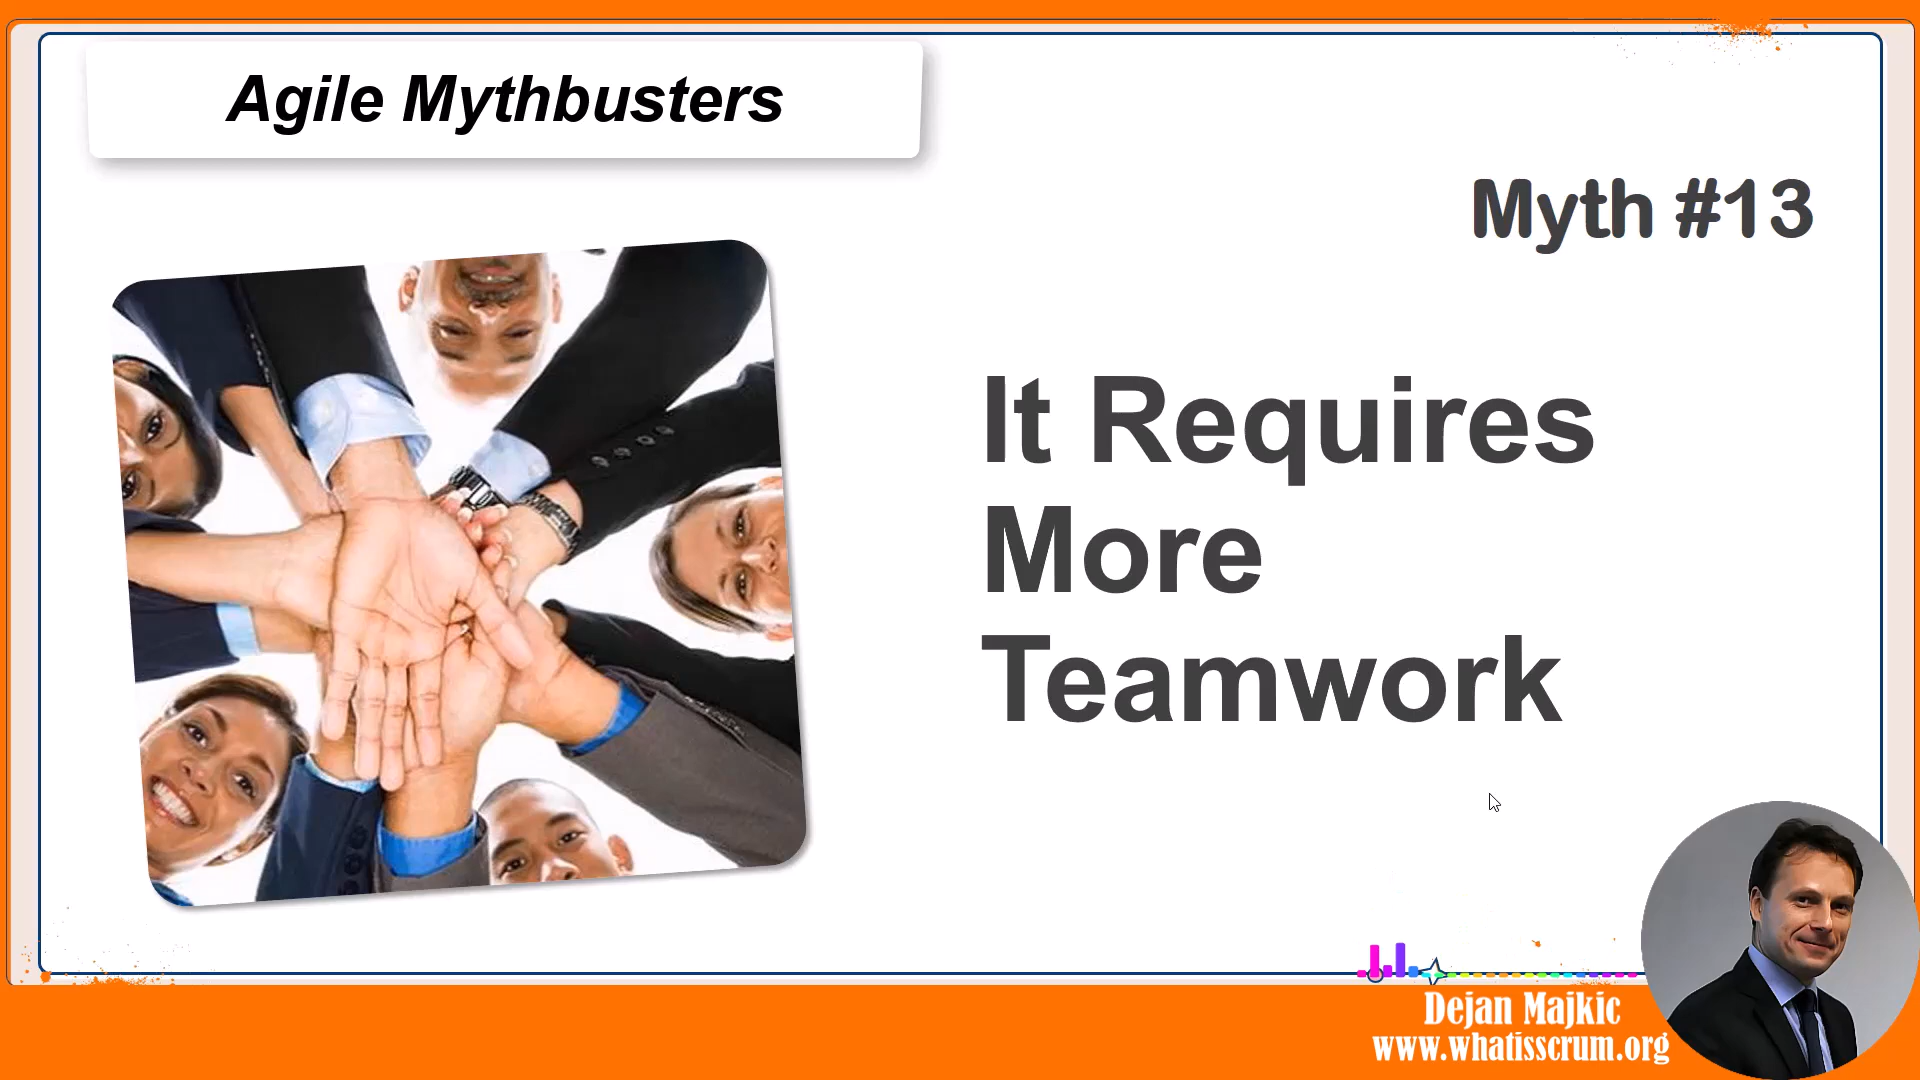 Agile Mythbusters
Myth #13
It Requires
More
Teamwork
Dejan Majkic
www.whatisscrum.org